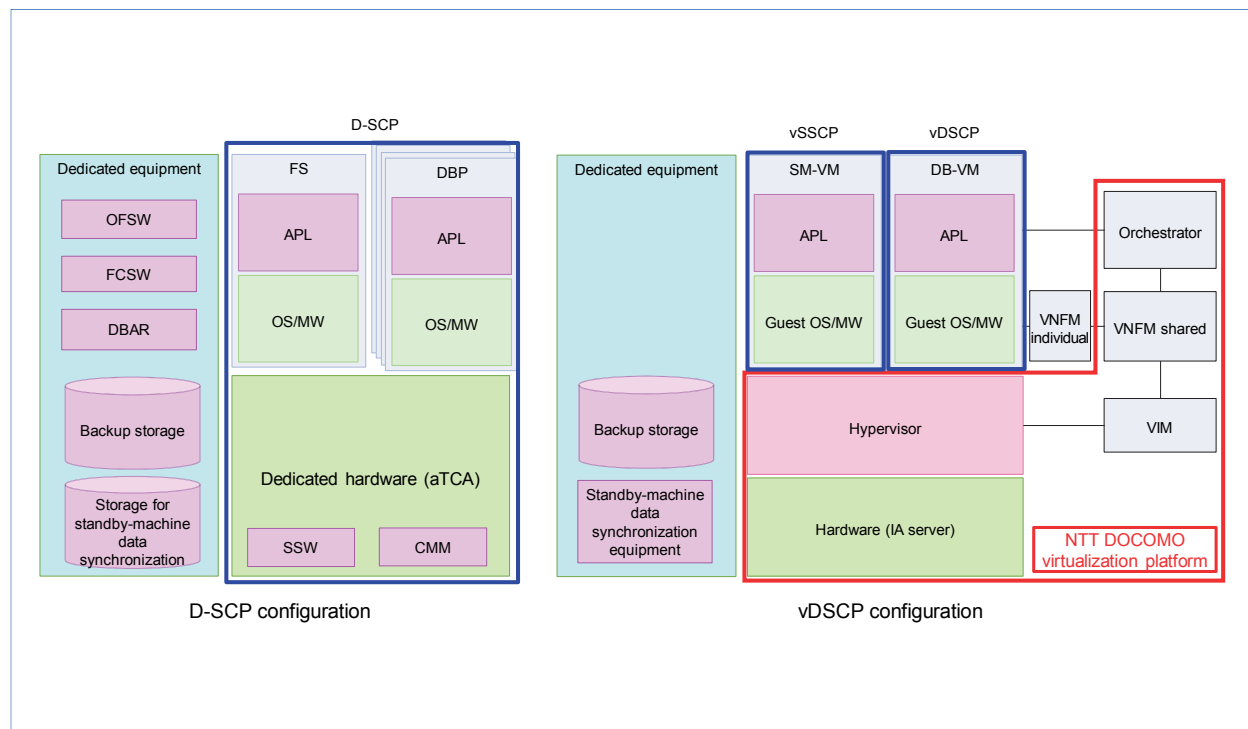 D-SCP
Dedicated equipment
OFSW
FCSW
DBAR
Backup storage
Storage for
standby-machine
data
synchronization
FS
APL
OS/MW
DBP
APL
OS/MW
Dedicated hardware (aTCA)
SSW
CMM
D-SCP configuration
vSSCP
vDSCP
Dedicated equipment
Backup storage
Standby-machine
data
synchronization
equipment
SM-VM
APL
Guest OS/MW
DB-VM
APL
Guest OS/MW
VNFM
individual
Orchestrator
VNFM shared
VIM
Hypervisor
Hardware (IA server)
NTT DOCOMO
virtualization platform
vDSCP configuration